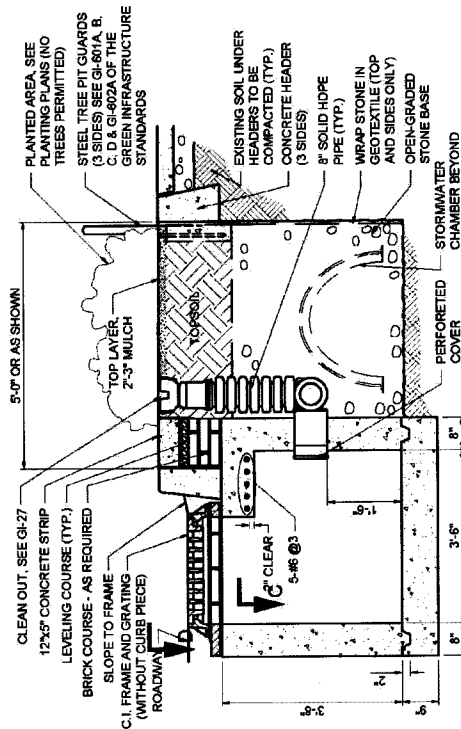 5'-0" OR AS SHOWN
CLEAN OUT, SEE GI-27
12"x5" CONCRETE STRIP
LEVELING COURSE (TYP.)
BRICK COURSE - AS REQUIRED
SLOPE TO FRAME
C.I. FRAME AND GRATING
(WITHOUT CURB PIECE)
ROADWAY
TOP LAYER,
2"-3" MULCH
TOPSOIL
PLANTED AREA, SEE
PLANTING PLANS (NO
TREES PERMITTED)
STEEL TREE PIT GUARDS
(3 SIDES) SEE GI-601A, B,
C, D & GI-602A OF THE
GREEN INFRASTRUCTURE
STANDARDS
EXISTING SOIL UNDER
HEADERS TO BE
COMPACTED (TYP.)
CONCRETE HEADER
(3 SIDES)
8" SOLID HDPE
PIPE (TYP.)
WRAP STONE IN
GEOTEXTILE (TOP
AND SIDES ONLY)
OPEN-GRADED
STONE BASE
STORMWATER
CHAMBER BEYOND
PERFORETED
COVER
C
2" CLEAR
5-#6 @3
1'-6"
3'-8"
2"
9"
8"
3'-6"
8"